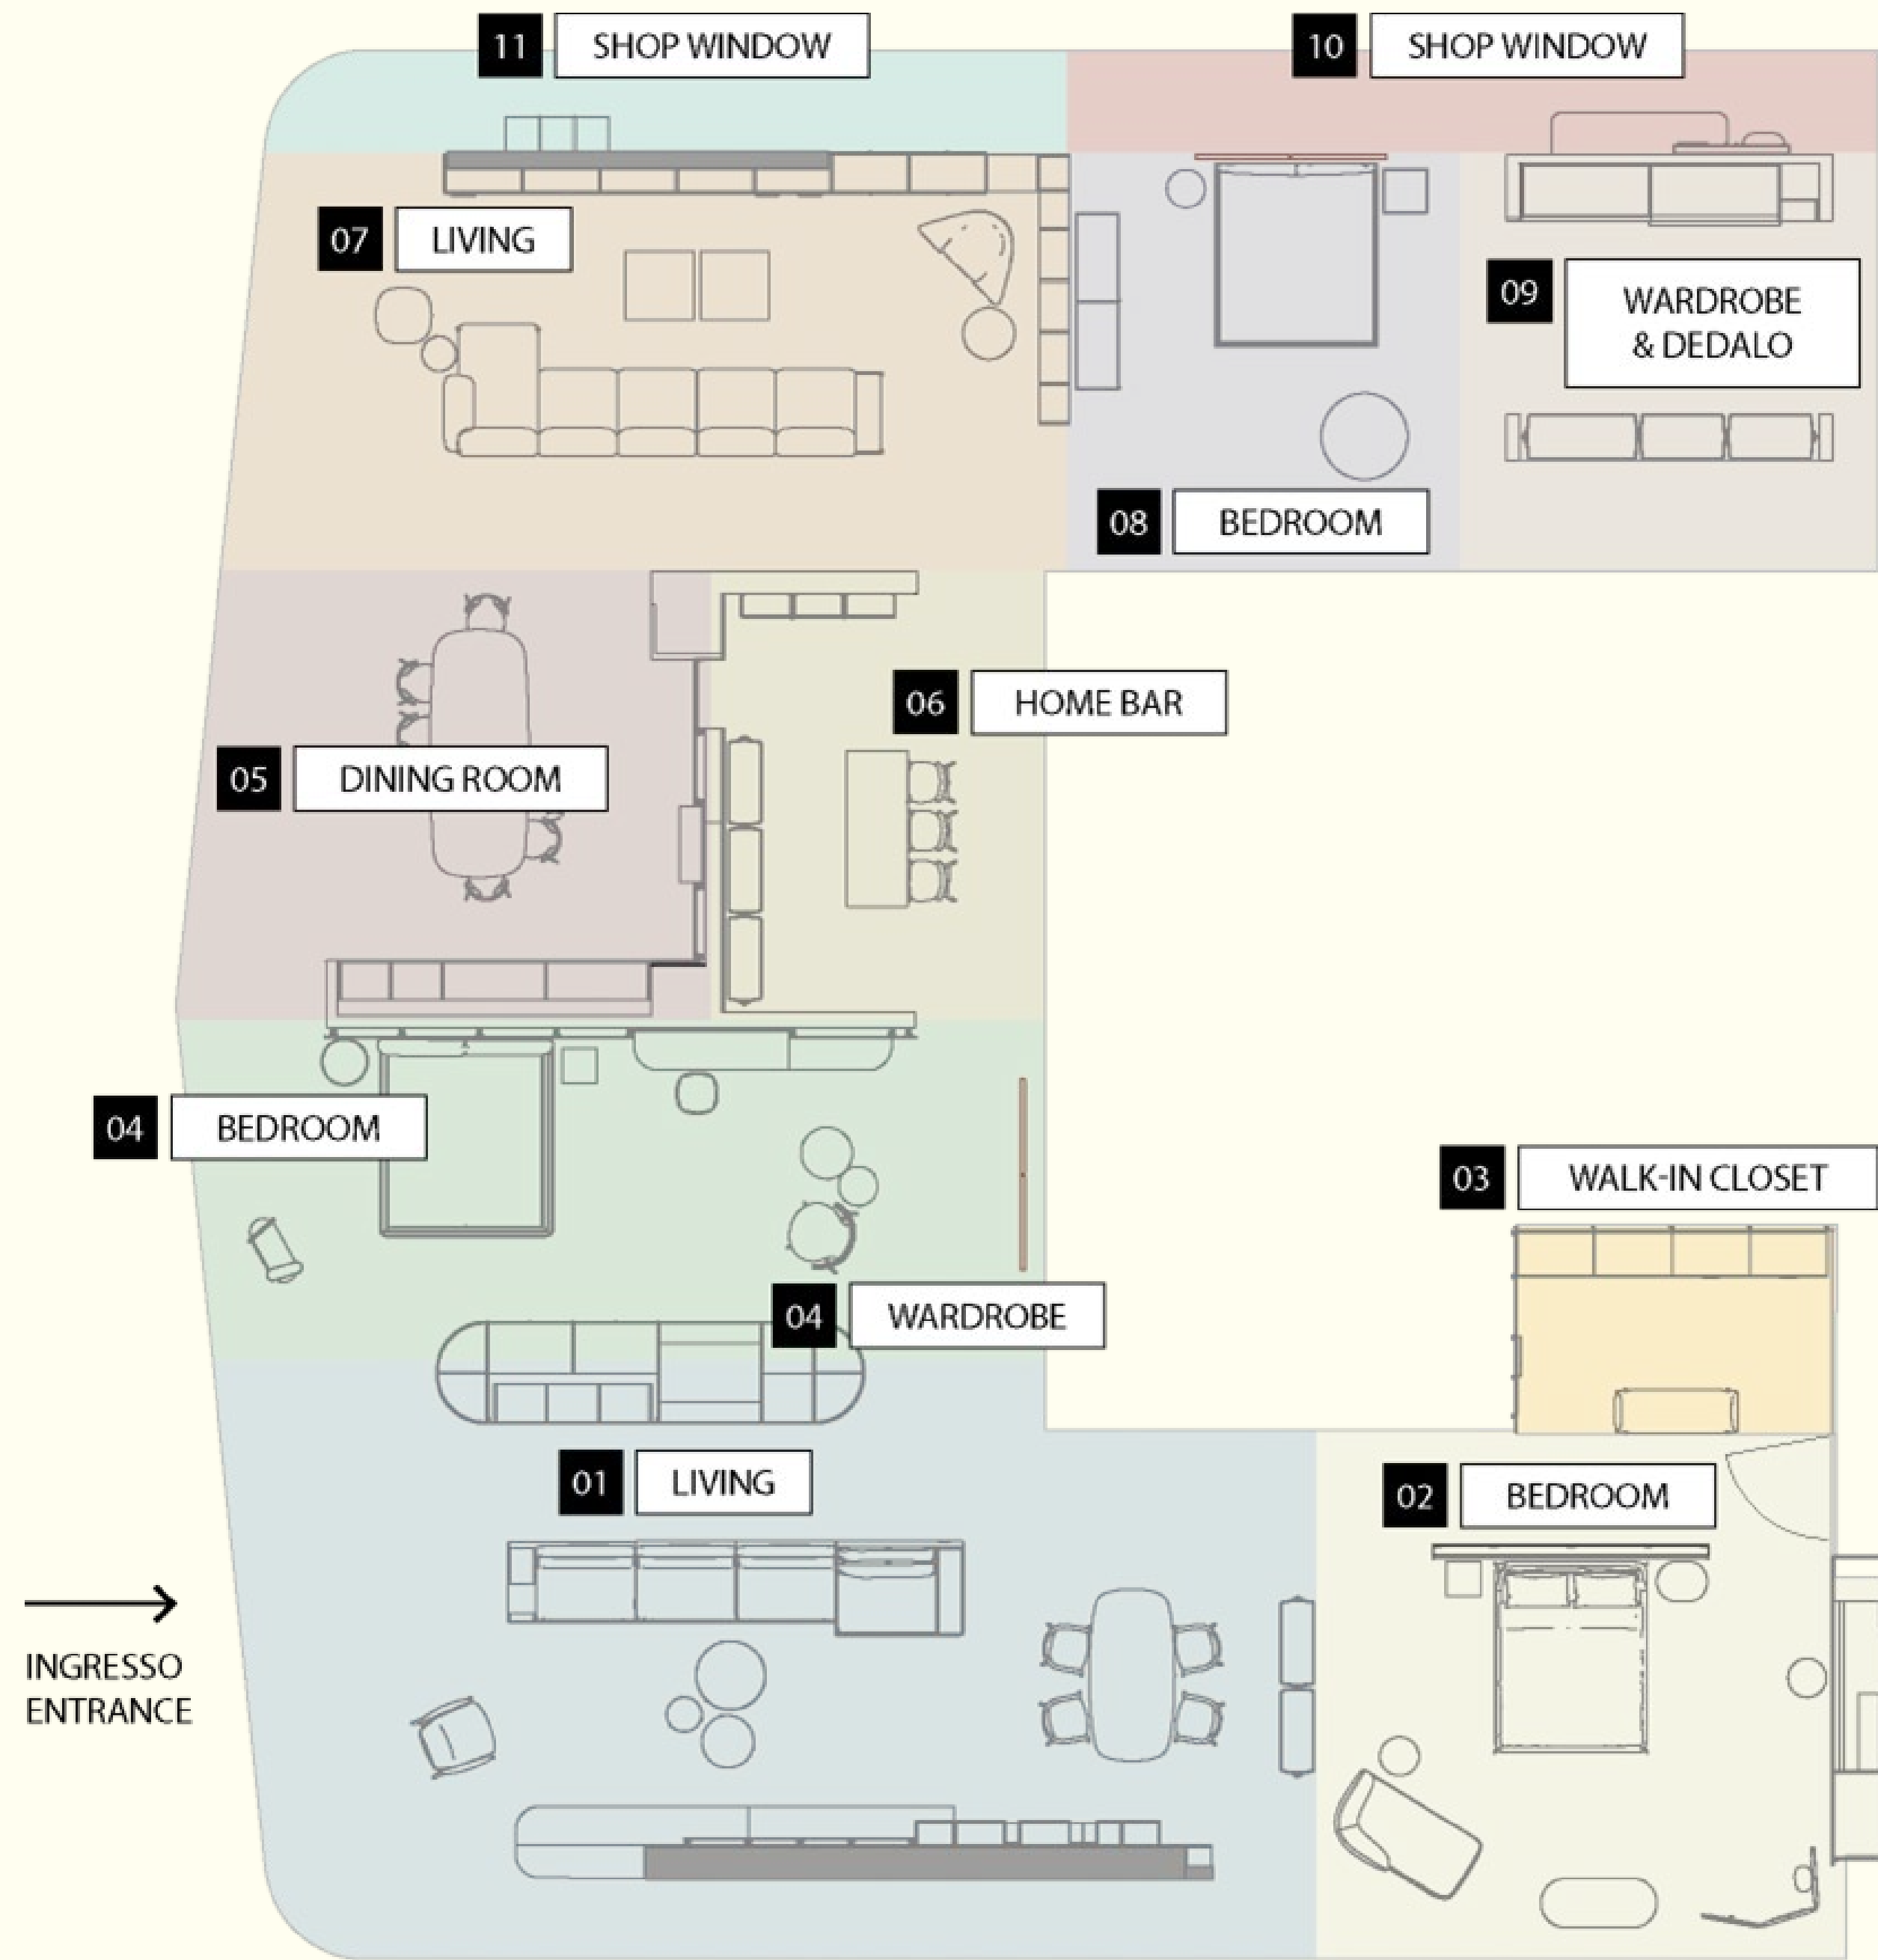 11 SHOP WINDOW
10 SHOP WINDOW
07 LIVING
09 WARDROBE
& DEDALO
08 BEDROOM
06 HOME BAR
05 DINING ROOM
04 BEDROOM
03 WALK-IN CLOSET
04 WARDROBE
01 LIVING
02 BEDROOM
INGRESSO
ENTRANCE